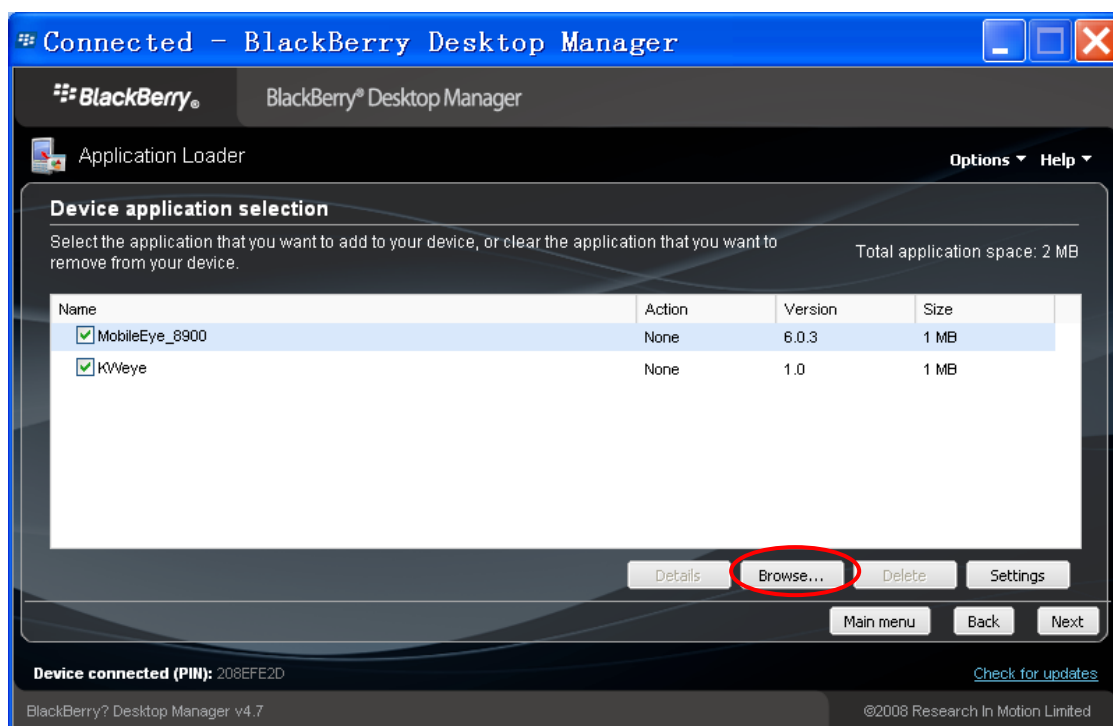 Connected - BlackBerry Desktop Manager
BlackBerry® BlackBerry® Desktop Manager
Application Loader
Options Help
Device application selection
Select the application that you want to add to your device, or clear the application that you want to
remove from your device.
Total application space: 2 MB
Name Action Version Size
MobileEye_8900 None 6.0.3 1 MB
KWeye None 1.0 1 MB
Details Browse... Delete Settings
Main menu Back Next
Device connected (PIN): 208EFE2D Check for updates
BlackBerry? Desktop Manager v4.7 ©2008 Research In Motion Limited